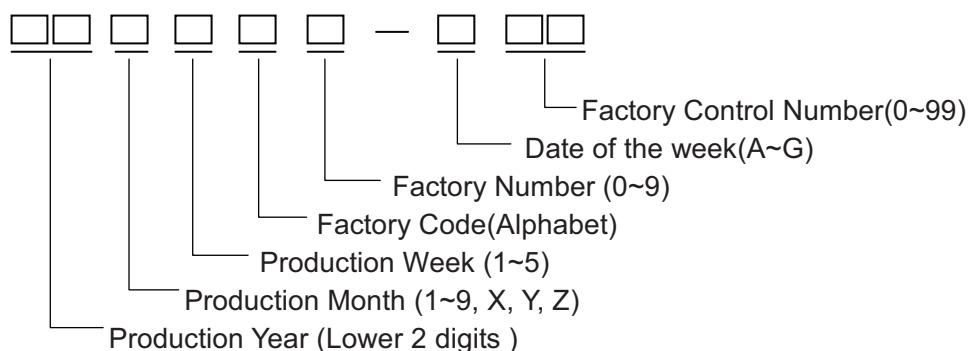 Factory Control Number(0~99)
Date of the week(A~G)
Factory Number (0~9)
Factory Code(Alphabet)
Production Week (1~5)
Production Month (1~9, X, Y, Z)
Production Year (Lower 2 digits )